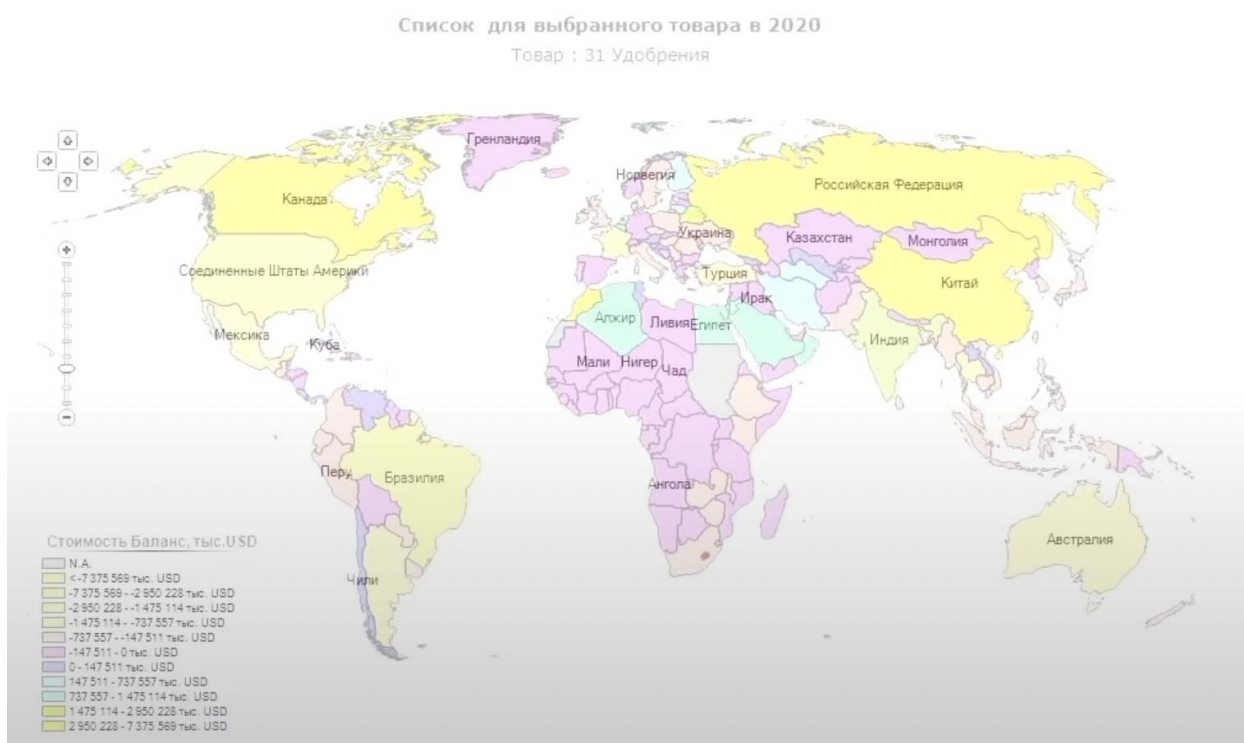 Список для выбранного товара в 2020
Товар : 31 Удобрения
Гренландия
Норвегия
Российская Федерация
Канада
Украина
Казахстан
Монголия
Соединенные Штаты Америки
Турция
Китай
Ирак
Алжир
Ливия
Египет
Мексика
Куба
Индия
Мали
Нигер
Чад
Перу
Бразилия
Ангола
Австралия
Чили
Стоимость Баланс, тыс.USD
N.A.
< -7 375 569 тыс. USD
-7 375 569 - -2 950 228 тыс. USD
-2 950 228 - -1 475 114 тыс. USD
-1 475 114 - -737 557 тыс. USD
-737 557 - -147 511 тыс. USD
-147 511 - 0 тыс. USD
0 - 147 511 тыс. USD
147 511 - 737 557 тыс. USD
737 557 - 1 475 114 тыс. USD
1 475 114 - 2 950 228 тыс. USD
2 950 228 - 7 375 569 тыс. USD